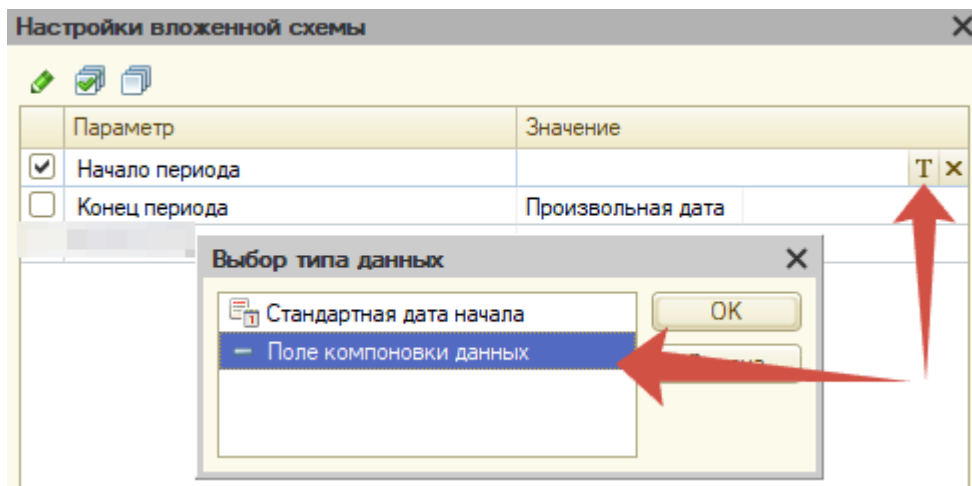 Настройки вложенной схемы
Параметр Значение
Начало периода T
Конец периода Произвольная дата
Выбор типа данных
Стандартная дата начала OK
Поле компоновки данных